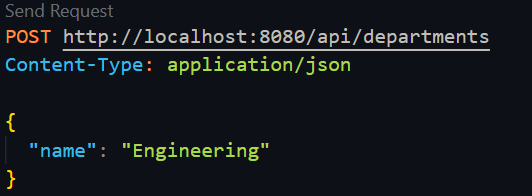 Send Request
POST http://localhost:8080/api/departments
Content-Type: application/json
{
"name": "Engineering"
}